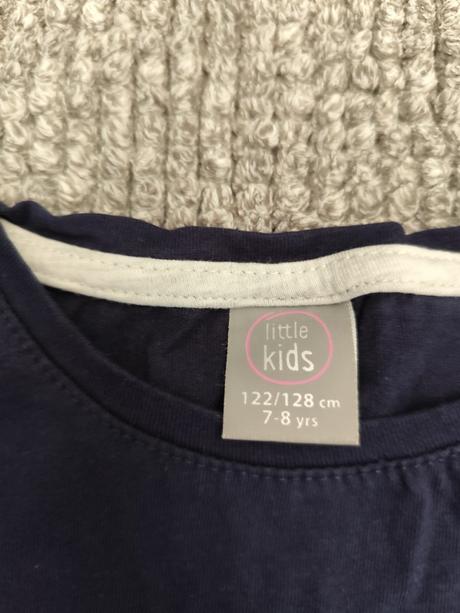 little
kids
122/128 cm
7-8 yrs